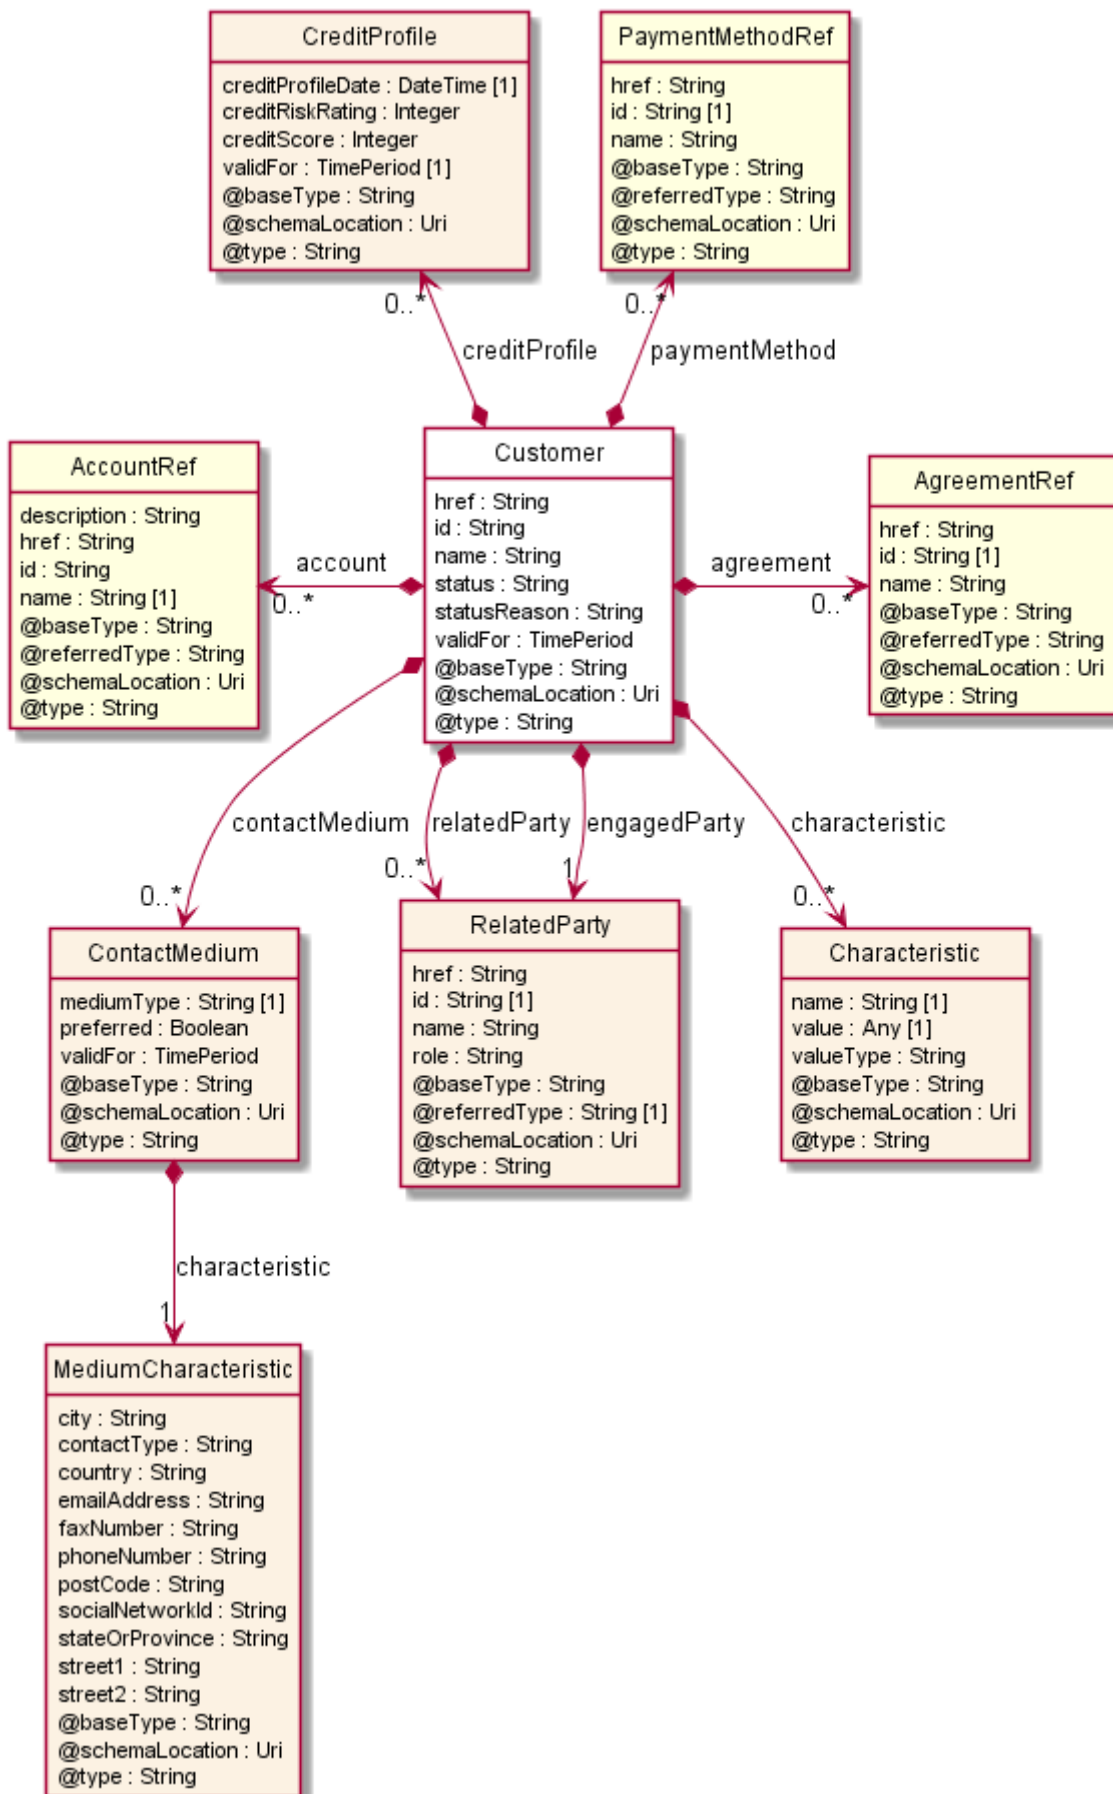 CreditProfile
creditProfileDate : DateTime [1]
creditRiskRating : Integer
creditScore : Integer
validFor : TimePeriod [1]
@baseType : String
@schemaLocation : Uri
@type : String
PaymentMethodRef
href : String
id : String [1]
name : String
@baseType : String
@referredType : String
@schemaLocation : Uri
@type : String
0..*
0..*
creditProfile
paymentMethod
AccountRef
description : String
href : String
id : String
name : String [1]
@baseType : String
@referredType : String
@schemaLocation : Uri
@type : String
account
0..*
Customer
href : String
id : String
name : String
status : String
statusReason : String
validFor : TimePeriod
@baseType : String
@schemaLocation : Uri
@type : String
agreement
0..*
AgreementRef
href : String
id : String [1]
name : String
@baseType : String
@referredType : String
@schemaLocation : Uri
@type : String
contactMedium
relatedParty
engagedParty
characteristic
0..*
0..*
1
0..*
ContactMedium
mediumType : String [1]
preferred : Boolean
validFor : TimePeriod
@baseType : String
@schemaLocation : Uri
@type : String
RelatedParty
href : String
id : String [1]
name : String
role : String
@baseType : String
@referredType : String [1]
@schemaLocation : Uri
@type : String
Characteristic
name : String [1]
value : Any [1]
valueType : String
@baseType : String
@schemaLocation : Uri
@type : String
characteristic
1
MediumCharacteristic
city : String
contactType : String
country : String
emailAddress : String
faxNumber : String
phoneNumber : String
postCode : String
socialNetworkId : String
stateOrProvince : String
street1 : String
street2 : String
@baseType : String
@schemaLocation : Uri
@type : String